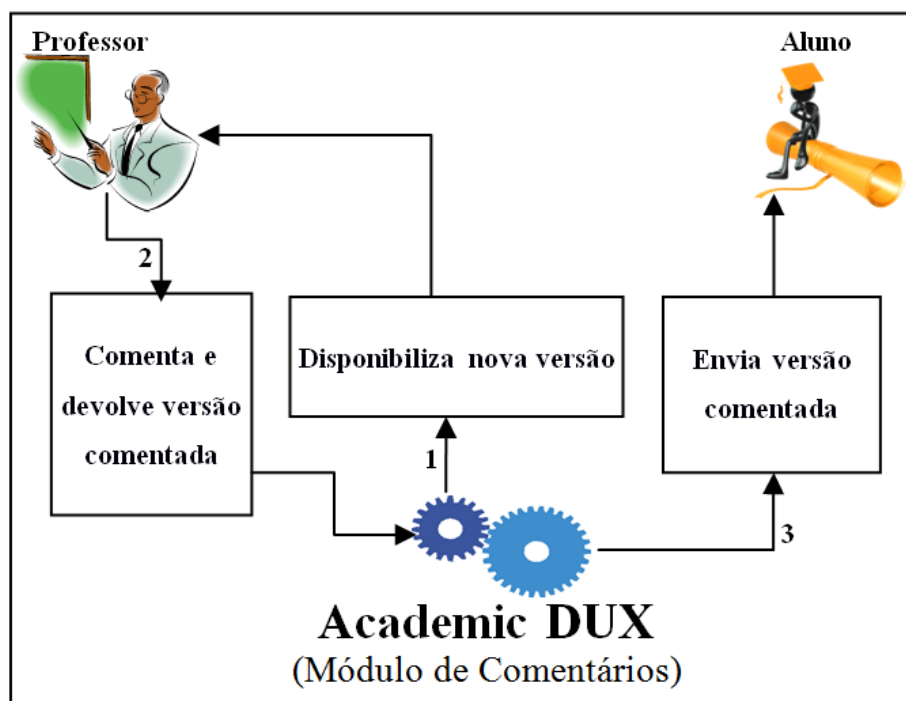 Professor
Aluno
2
Comenta e
devolve versão
comentada
Disponibiliza nova versão
1
Envia versão
comentada
3
Academic DUX
(Módulo de Comentários)